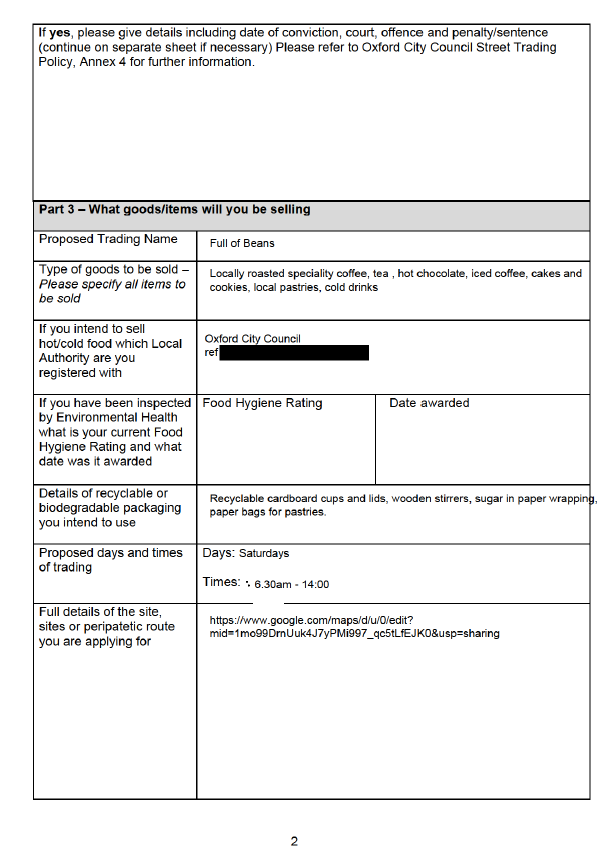 If yes, please give details including date of conviction, court, offence and penalty/sentence
(continue on separate sheet if necessary) Please refer to Oxford City Council Street Trading
Policy, Annex 4 for further information.
Part 3 – What goods/items will you be selling
Proposed Trading Name
Full of Beans
Type of goods to be sold –
Please specify all items to
be sold
Locally roasted speciality coffee, tea , hot chocolate, iced coffee, cakes and
cookies, local pastries, cold drinks
If you intend to sell
hot/cold food which Local
Authority are you
registered with
Oxford City Council
ref
If you have been inspected
by Environmental Health
what is your current Food
Hygiene Rating and what
date was it awarded
Food Hygiene Rating
Date awarded
Details of recyclable or
biodegradable packaging
you intend to use
Recyclable cardboard cups and lids, wooden stirrers, sugar in paper wrapping,
paper bags for pastries.
Proposed days and times
of trading
Days: Saturdays
Times: 6.30am - 14:00
Full details of the site,
sites or peripatetic route
you are applying for
https://www.google.com/maps/d/u/0/edit?
mid=1mo99DrnUuk4J7yPMi997_qc5tLfEJK0&usp=sharing
2